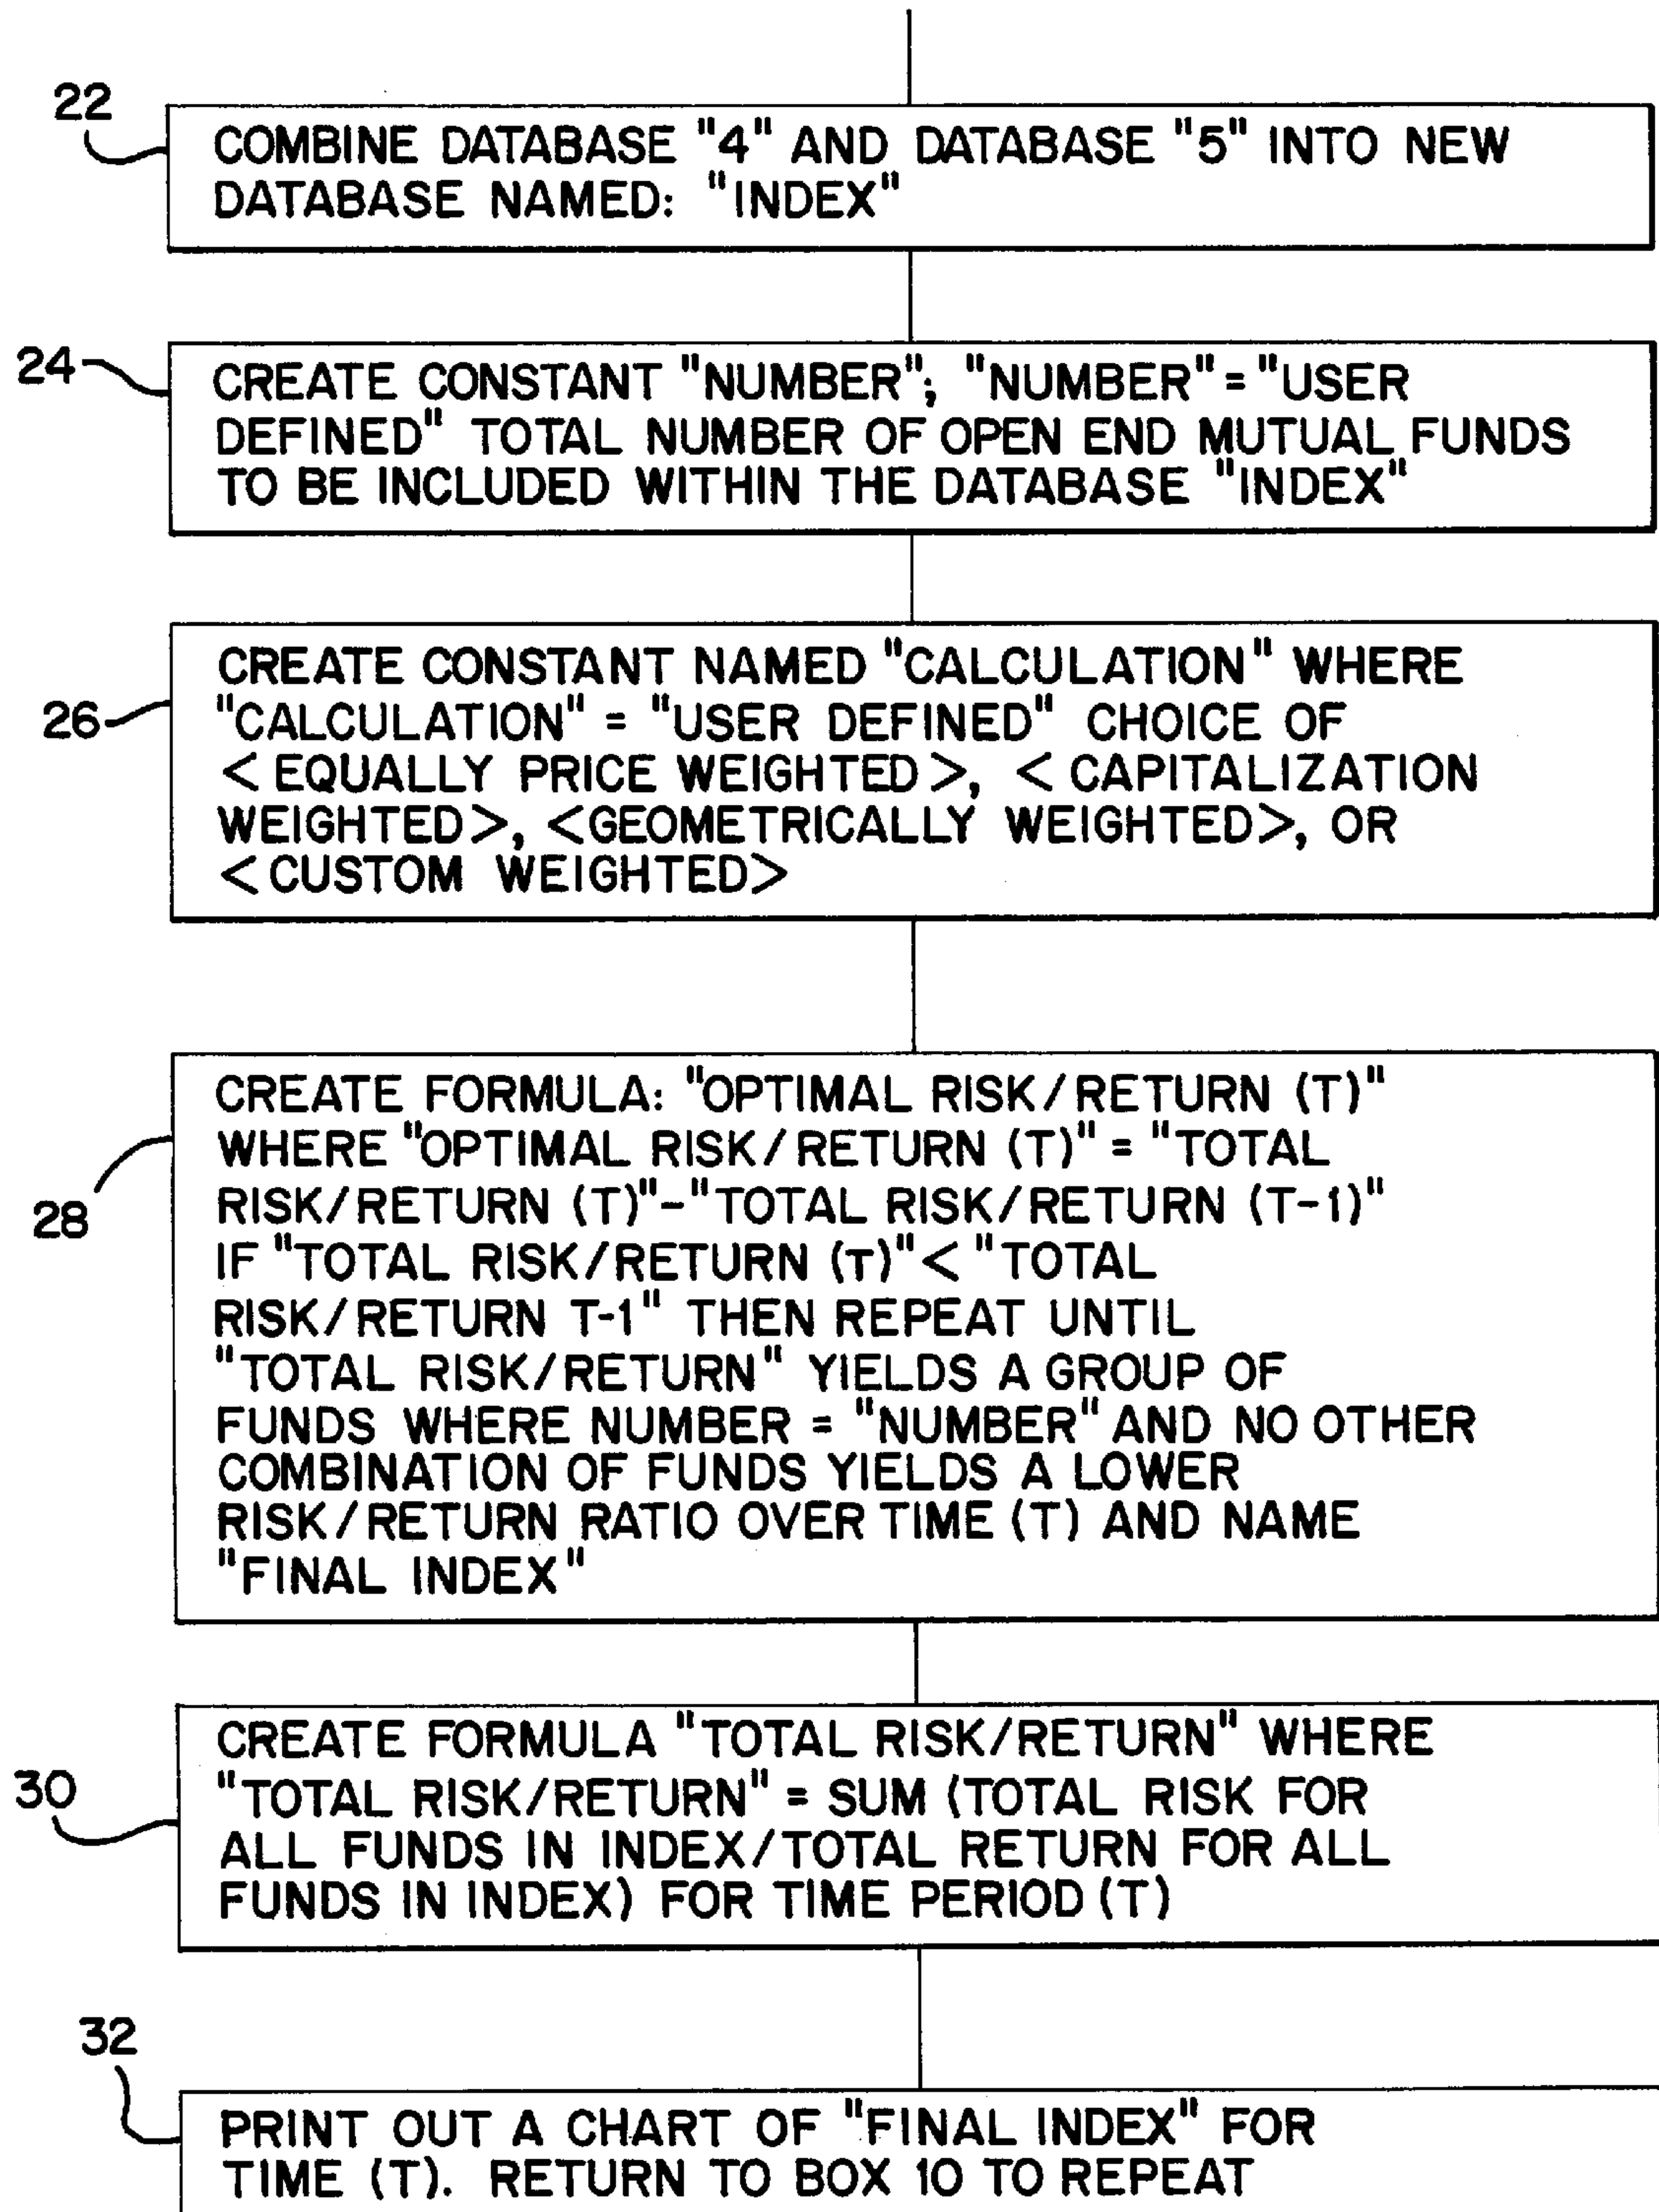 22
COMBINE DATABASE "4" AND DATABASE "5" INTO NEW
DATABASE NAMED: "INDEX"
24
CREATE CONSTANT "NUMBER"; "NUMBER"="USER
DEFINED" TOTAL NUMBER OF OPEN END MUTUAL FUNDS
TO BE INCLUDED WITHIN THE DATABASE "INDEX"
26
CREATE CONSTANT NAMED "CALCULATION" WHERE
"CALCULATION" = "USER DEFINED" CHOICE OF
<EQUALLY PRICE WEIGHTED>, <CAPITALIZATION
WEIGHTED>, <GEOMETRICALLY WEIGHTED>, OR
<CUSTOM WEIGHTED>
28
CREATE FORMULA: "OPTIMAL RISK/RETURN (T)"
WHERE "OPTIMAL RISK/RETURN (T)" = "TOTAL
RISK/RETURN (T)"-"TOTAL RISK/RETURN (T-1)"
IF "TOTAL RISK/RETURN (T)"< "TOTAL
RISK/RETURN T-1" THEN REPEAT UNTIL
"TOTAL RISK/RETURN" YIELDS A GROUP OF
FUNDS WHERE NUMBER = "NUMBER" AND NO OTHER
COMBINATION OF FUNDS YIELDS A LOWER
RISK/RETURN RATIO OVER TIME (T) AND NAME
"FINAL INDEX"
30
CREATE FORMULA "TOTAL RISK/RETURN" WHERE
"TOTAL RISK/RETURN" = SUM (TOTAL RISK FOR
ALL FUNDS IN INDEX/TOTAL RETURN FOR ALL
FUNDS IN INDEX) FOR TIME PERIOD (T)
32
PRINT OUT A CHART OF "FINAL INDEX" FOR
TIME (T). RETURN TO BOX 10 TO REPEAT